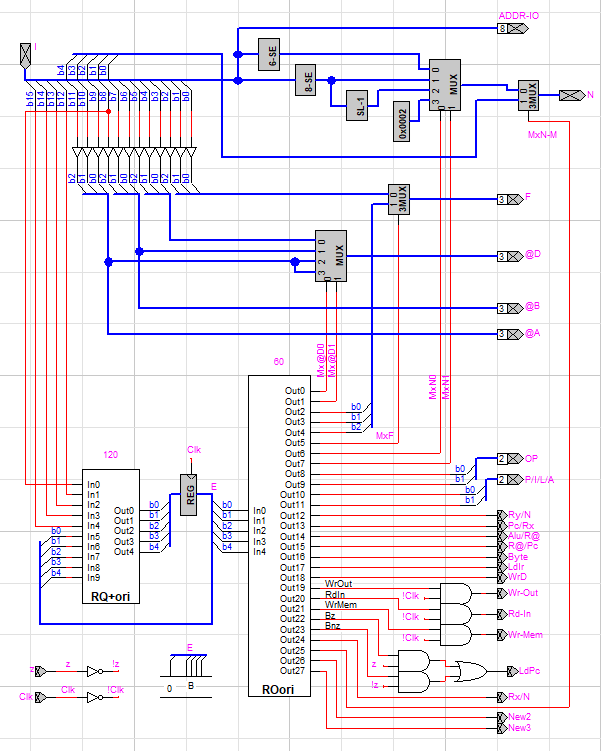 ADDR-IO
8
I
6-SE
b4
b3
b2
b1
b0
8-SE
MUX
0 1 2 3
0 1
SL-1
0x0002
3MUX
1 0
N
MxN-M
b15
b14
b13
b12
b11
b10
b9
b8
b7
b6
b5
b4
b3
b2
b1
b0
b2
b1
b0
b2
b1
b0
b2
b1
b0
b2
b1
b0
3MUX
1 0
3
F
MUX
0 1 2 3
0 1
3
@D
3
@B
3
@A
Mx@D0
Mx@D1
MxN0
MxN1
60
Out0
Out1
Out2
Out3
Out4
Out5
Out6
Out7
Out8
Out9
Out10
Out11
Out12
Out13
Out14
Out15
Out16
Out17
Out18
Out19
Out20
Out21
Out22
Out23
Out24
Out25
Out26
Out27
In0
In1
In2
In3
In4
ROori
b0
b1
b2
MxF
b0
b1
b0
b1
2
OP
2
P/I/L/A
Ry/N
Pc/Rx
Alu/R@
R@/Pc
Byte
LdIr
WrD
WrOut
RdIn
WrMem
Bz
Bnz
!Clk
!Clk
!Clk
z
!z
Wr-Out
Rd-In
Wr-Mem
LdPc
Rx/N
New2
New3
120
In0
In1
In2
In3
In4
In5
In6
In7
In8
In9
Out0
Out1
Out2
Out3
Out4
RQ+ori
b0
b1
b2
b3
b4
b0
b1
b2
b3
b4
Clk
REG
E
b0
b1
b2
b3
b4
z
z
!z
Clk
Clk
!Clk
E
0
B